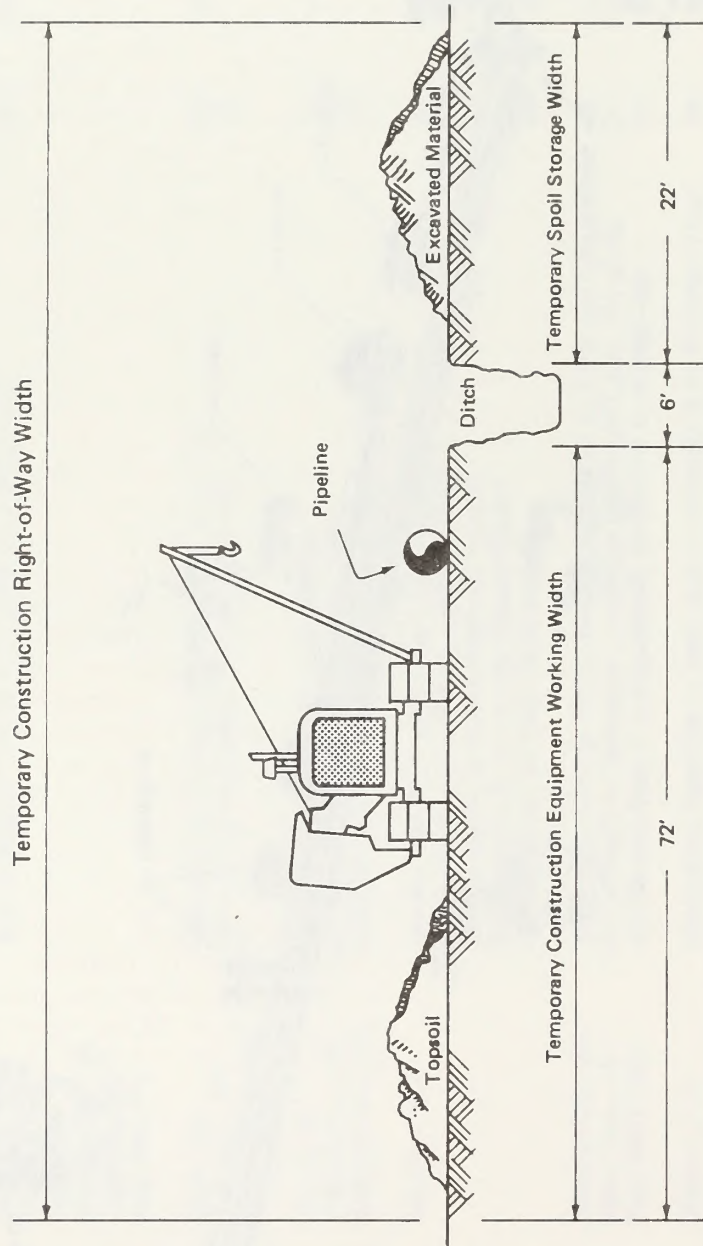 Temporary Construction Right-of-Way Width
Pipeline
Topsoil
Ditch
Excavated Material
Temporary Construction Equipment Working Width
Temporary Spoil Storage Width
72'
6'
22'